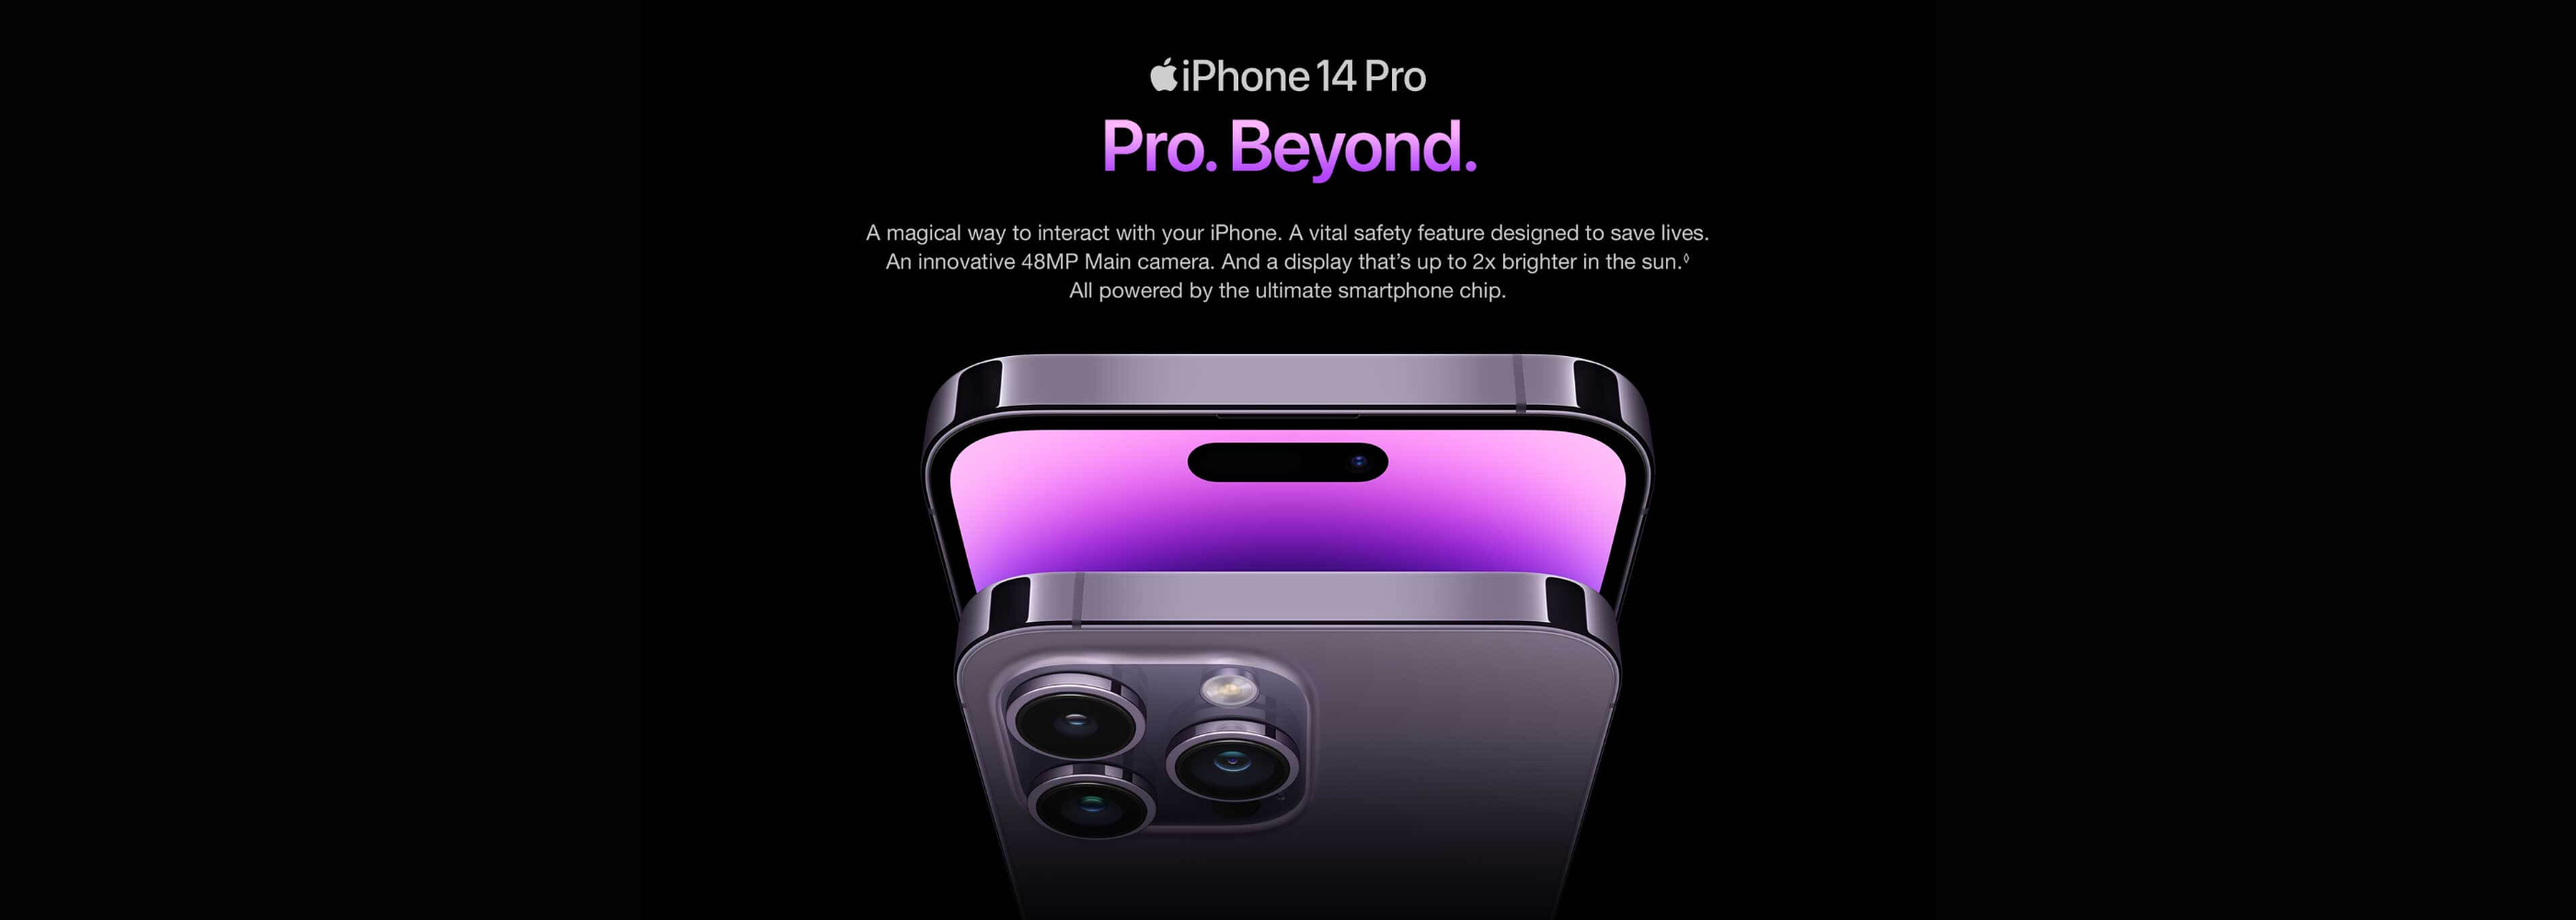 iPhone 14 Pro
Pro. Beyond.
A magical way to interact with your iPhone. A vital safety feature designed to save lives.
An innovative 48MP Main camera. And a display that’s up to 2x brighter in the sun.◊
All powered by the ultimate smartphone chip.